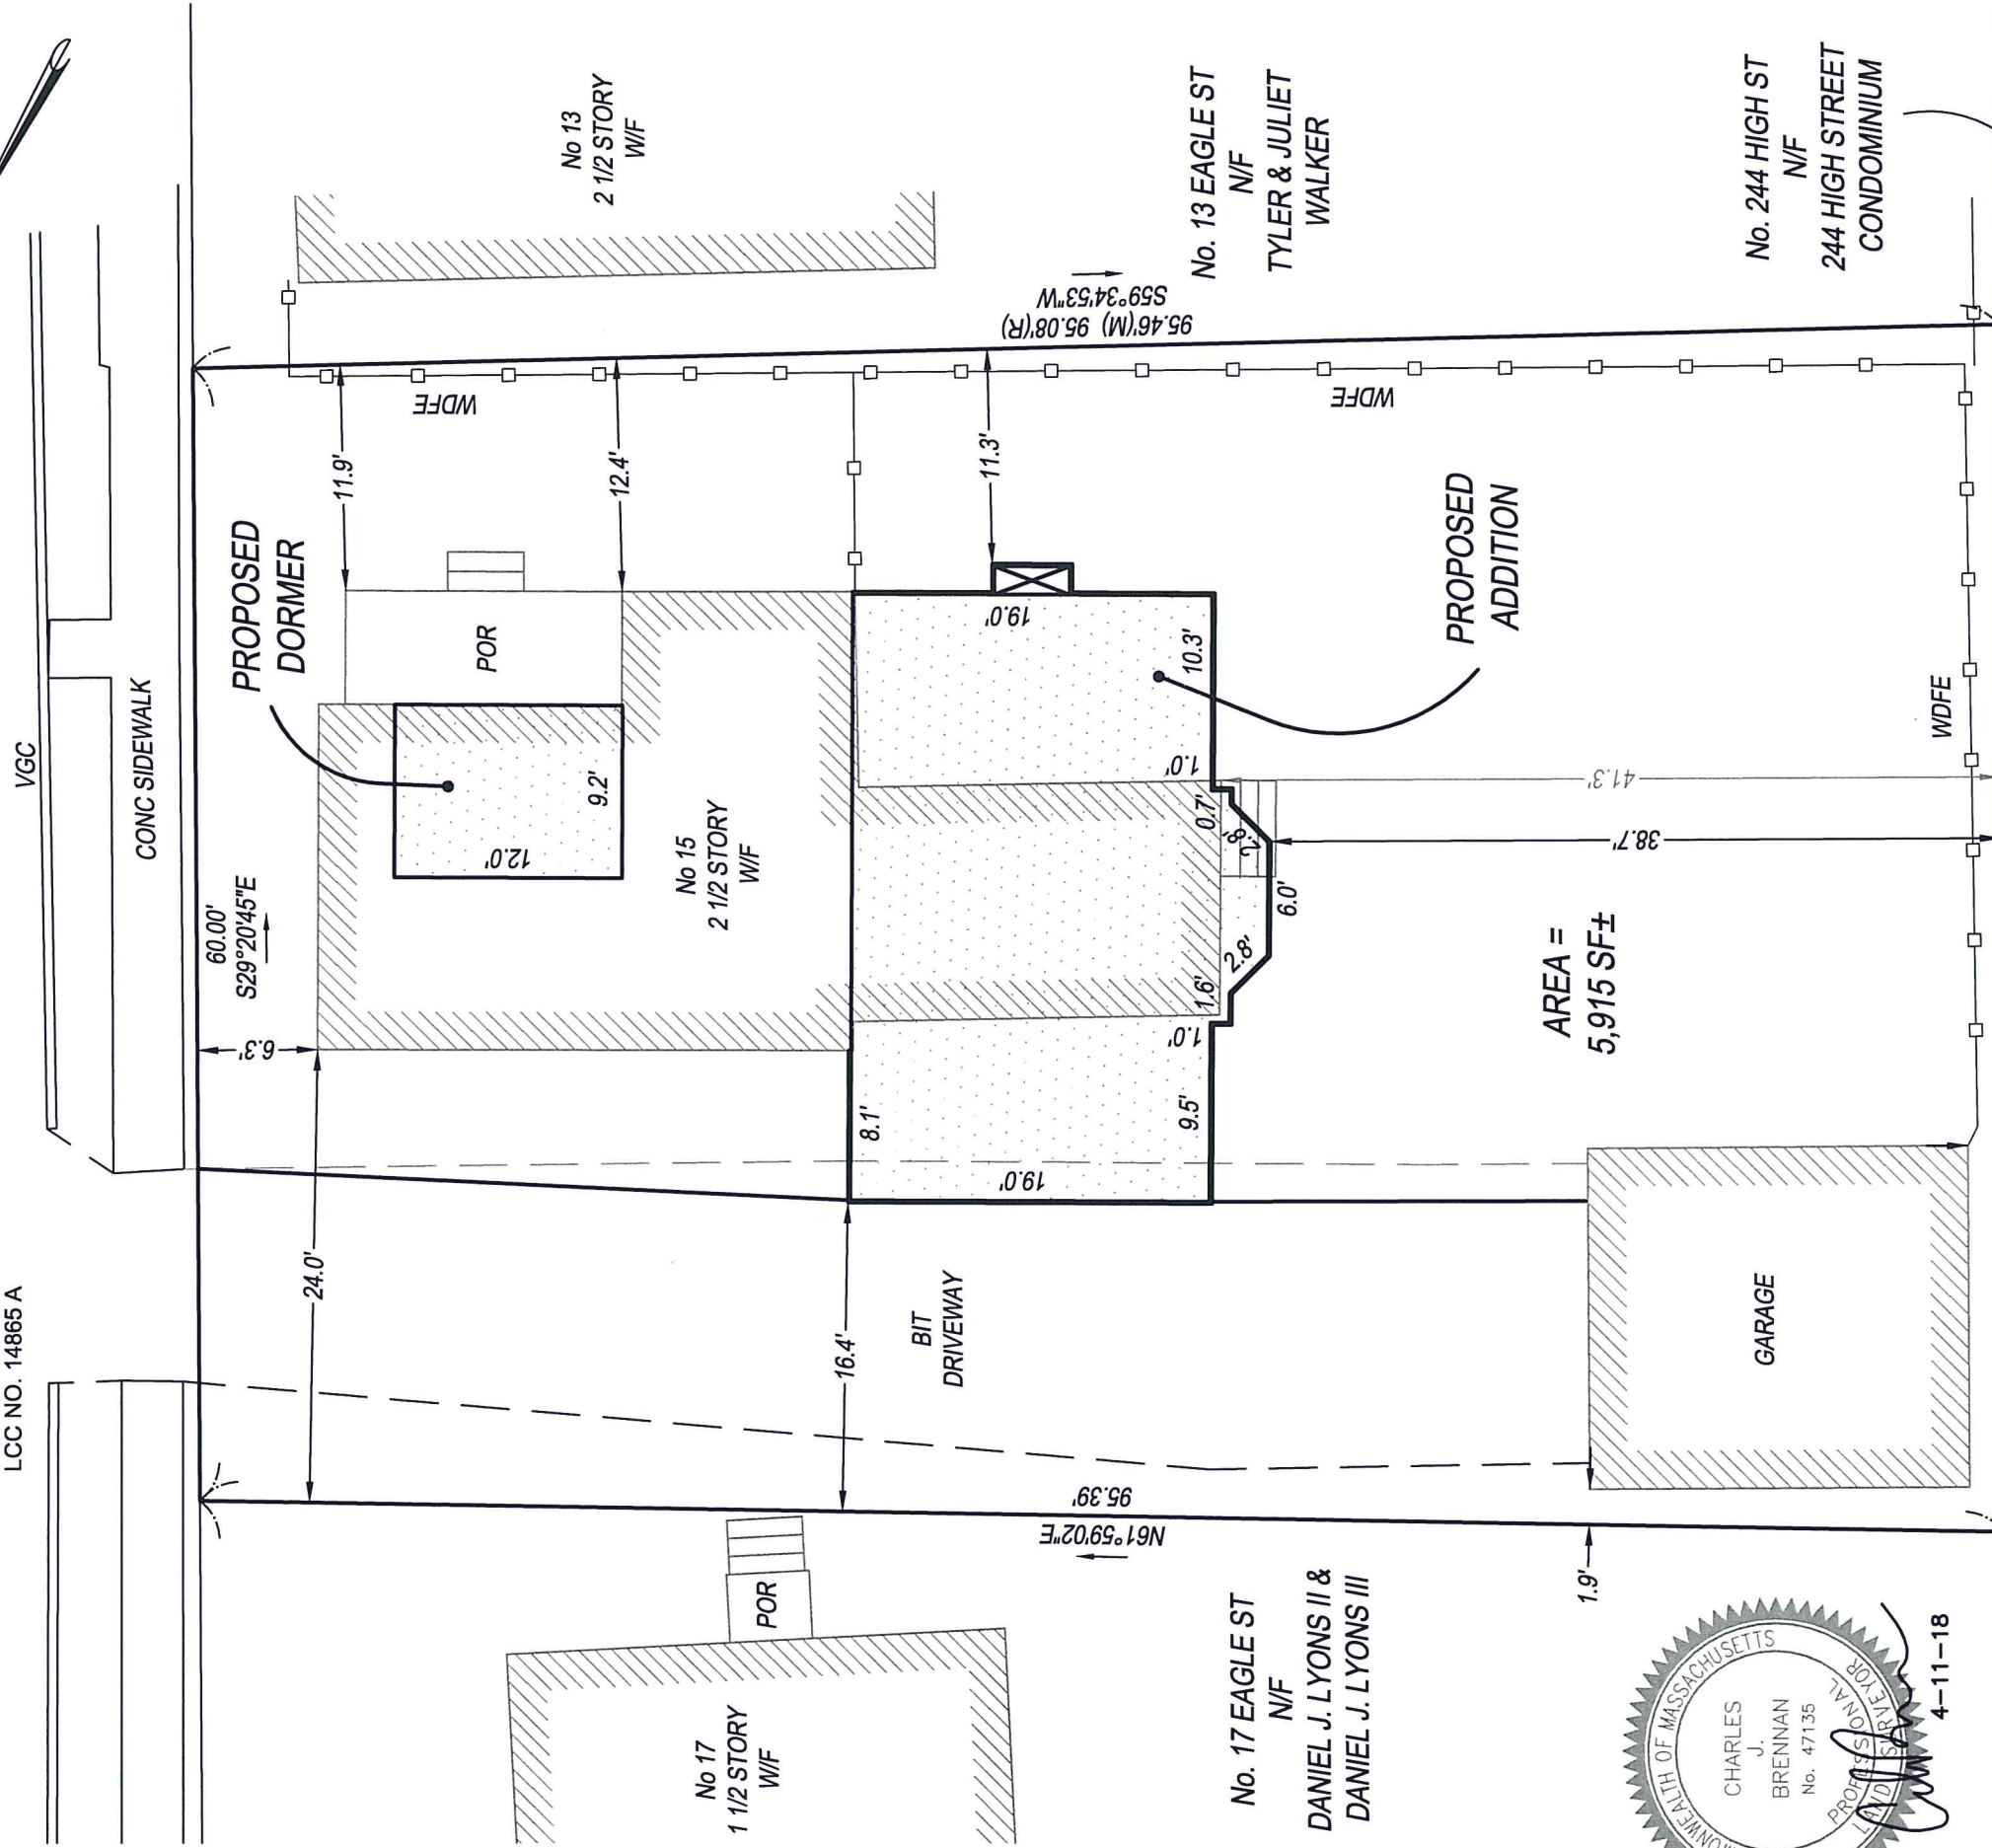 LCC NO. 14865 A
VGC
CONC SIDEWALK
60.00'
S29°20'45"E
6.3'
24.0'
PROPOSED
DORMER
11.9'
12.4'
WDFE
POR
12.0'
9.2'
No 15
2 1/2 STORY
W/F
No 13
2 1/2 STORY
W/F
S59°34'53"W
95.46'(M) 95.08'(R)
No. 13 EAGLE ST
N/F
TYLER & JULIET
WALKER
No. 244 HIGH ST
N/F
244 HIGH STREET
CONDOMINIUM
WDFE
11.3'
19.0'
10.3'
1.0'
0.7'
2.8'
6.0'
2.8'
1.6'
1.0'
9.5'
8.1'
19.0'
PROPOSED
ADDITION
41.3'
38.7'
WDFE
AREA =
5,915 SF±
16.4'
BIT
DRIVEWAY
GARAGE
95.39'
N61°59'02"E
1.9'
POR
No 17
1 1/2 STORY
W/F
No. 17 EAGLE ST
N/F
DANIEL J. LYONS II &
DANIEL J. LYONS III
OF MASSACHUSETTS
CHARLES
J.
BRENNAN
No. 47135
PROFESSIONAL
LAND SURVEYOR
4-11-18